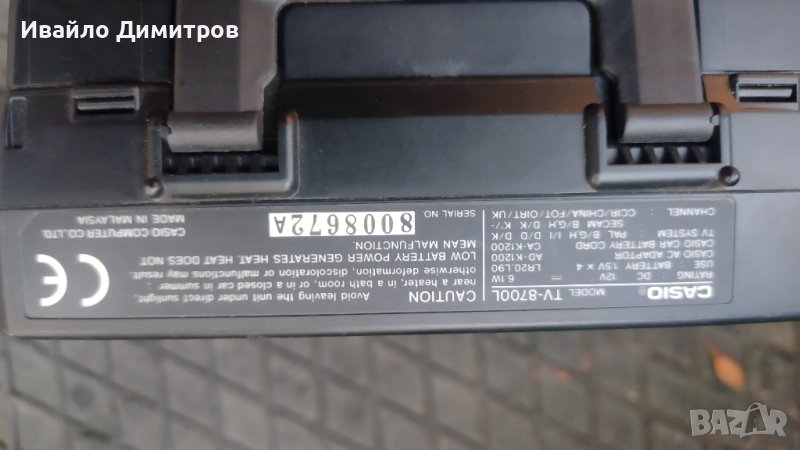 Ивайло Димитров
CASIO MODEL TV-8700L
RATING : DC 12V 6.1W
USE BATTERY 1.5V × 4 LR20.L90
CASIO AC ADAPTOR AD-K1200
CASIO CAR BATTERY CORD CA-K1200
TV SYSTEM : PAL B/G.H I/I D/D D/K
SECAM B/G.H D/K K/-
CHANNEL : CCIR/CHINA/FOT/OIRT/UK
CAUTION : Avoid leaving the unit under direct sunlight,
near a heater, in a bath room, or in a closed car in summer :
otherwise deformation, discoloration or malfunctions may result.
LOW BATTERY POWER GENERATES HEAT HEAT DOES NOT
MEAN MALFUNCTION.
SERIAL NO. 8008672A
CASIO COMPUTER CO.,LTD.
MADE IN MALAYSIA
BAZAR